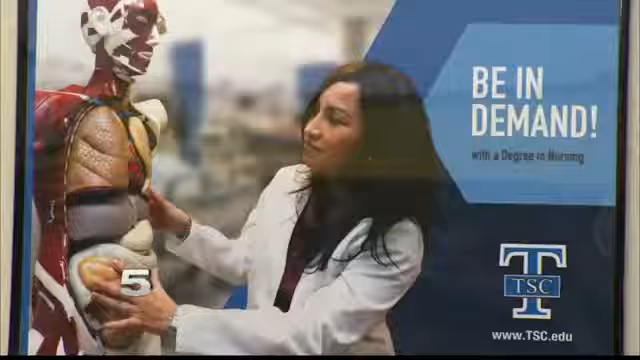 BE IN
DEMAND!
with a Degree in Nursing
5
TSC
www.TSC.edu